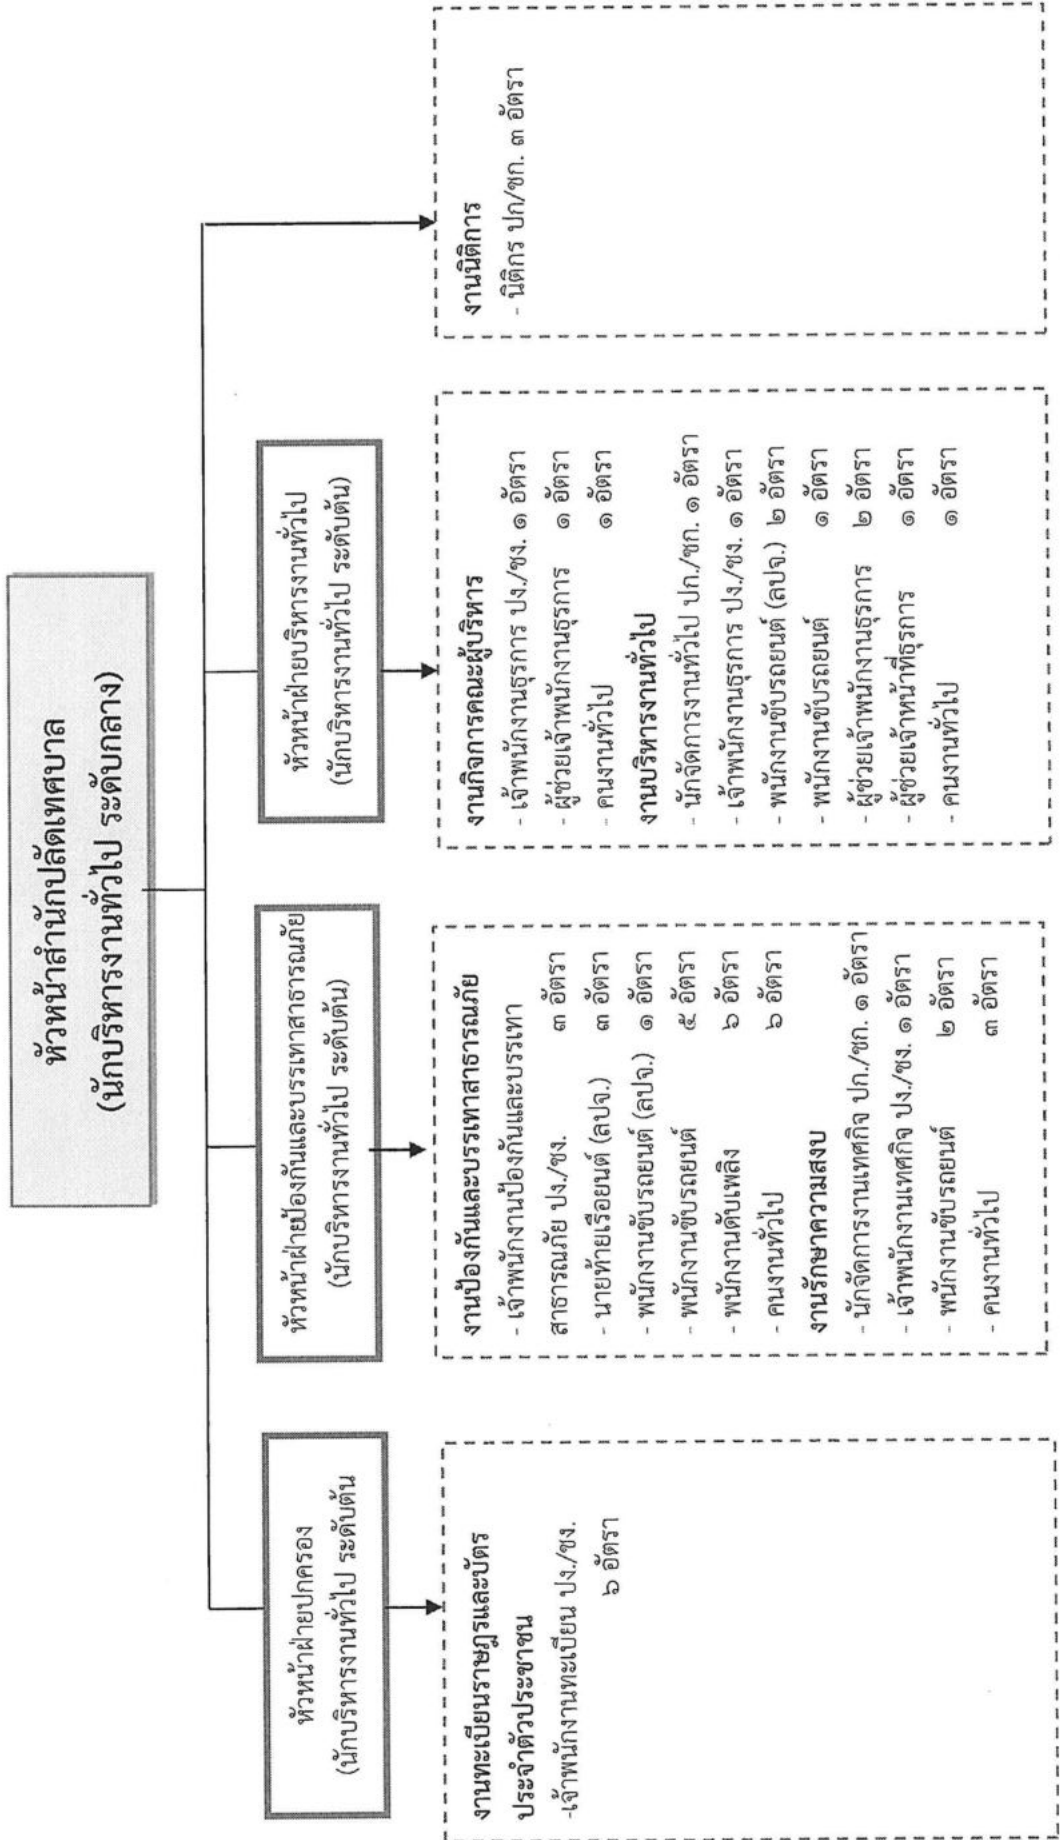 หัวหน้าสำนักปลัดเทศบาล
(นักบริหารงานทั่วไป ระดับกลาง)
หัวหน้าฝ่ายปกครอง
(นักบริหารงานทั่วไป ระดับต้น
งานทะเบียนราษฎรและบัตร
ประจำตัวประชาชน
-เจ้าพนักงานทะเบียน ปง./ชง.
๖ อัตรา
หัวหน้าฝ่ายป้องกันและบรรเทาสาธารณภัย
(นักบริหารงานทั่วไป ระดับต้น)
งานป้องกันและบรรเทาสาธารณภัย
- เจ้าพนักงานป้องกันและบรรเทา
สาธารณภัย ปง./ชง. ๓ อัตรา
- นายท้ายเรือยนต์ (ลปจ.) ๓ อัตรา
- พนักงานขับรถยนต์ (ลปจ.) ๑ อัตรา
- พนักงานขับรถยนต์ ๕ อัตรา
- พนักงานดับเพลิง ๖ อัตรา
- คนงานทั่วไป ๖ อัตรา
งานรักษาความสงบ
- นักจัดการงานเทศกิจ ปก./ชก. ๑ อัตรา
- เจ้าพนักงานเทศกิจ ปง./ชง. ๑ อัตรา
- พนักงานขับรถยนต์ ๒ อัตรา
- คนงานทั่วไป ๓ อัตรา
หัวหน้าฝ่ายบริหารงานทั่วไป
(นักบริหารงานทั่วไป ระดับต้น)
งานกิจการคณะผู้บริหาร
- เจ้าพนักงานธุรการ ปง./ชง. ๑ อัตรา
- ผู้ช่วยเจ้าพนักงานธุรการ ๑ อัตรา
- คนงานทั่วไป ๑ อัตรา
งานบริหารงานทั่วไป
- นักจัดการงานทั่วไป ปก./ชก. ๑ อัตรา
- เจ้าพนักงานธุรการ ปง./ชง. ๑ อัตรา
- พนักงานขับรถยนต์ (ลปจ.) ๒ อัตรา
- พนักงานขับรถยนต์ ๑ อัตรา
- ผู้ช่วยเจ้าพนักงานธุรการ ๒ อัตรา
- ผู้ช่วยเจ้าหน้าที่ธุรการ ๑ อัตรา
- คนงานทั่วไป ๑ อัตรา
งานนิติการ
- นิติกร ปก/ชก. ๓ อัตรา